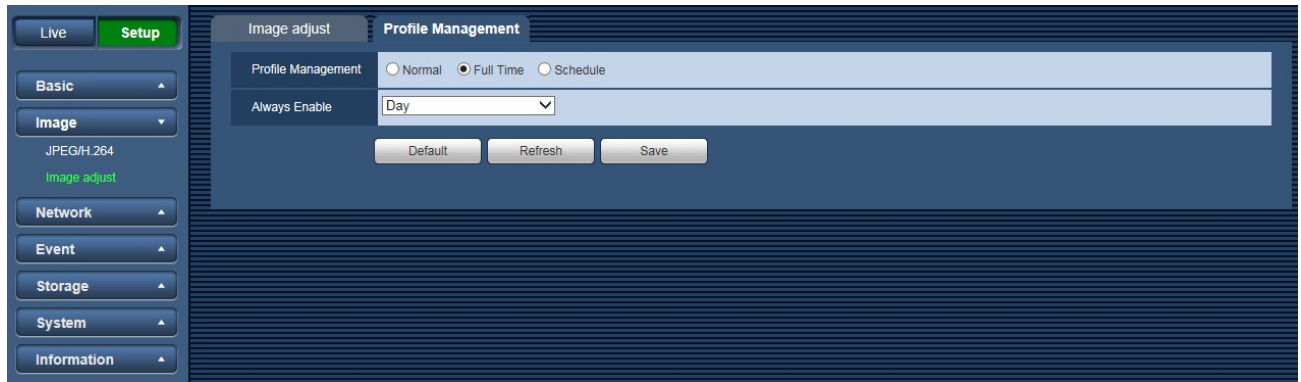 Live Setup
Basic
Image
JPEG/H.264
Image adjust
Network
Event
Storage
System
Information
Image adjust Profile Management
Profile Management Normal Full Time Schedule
Always Enable Day
Default Refresh Save